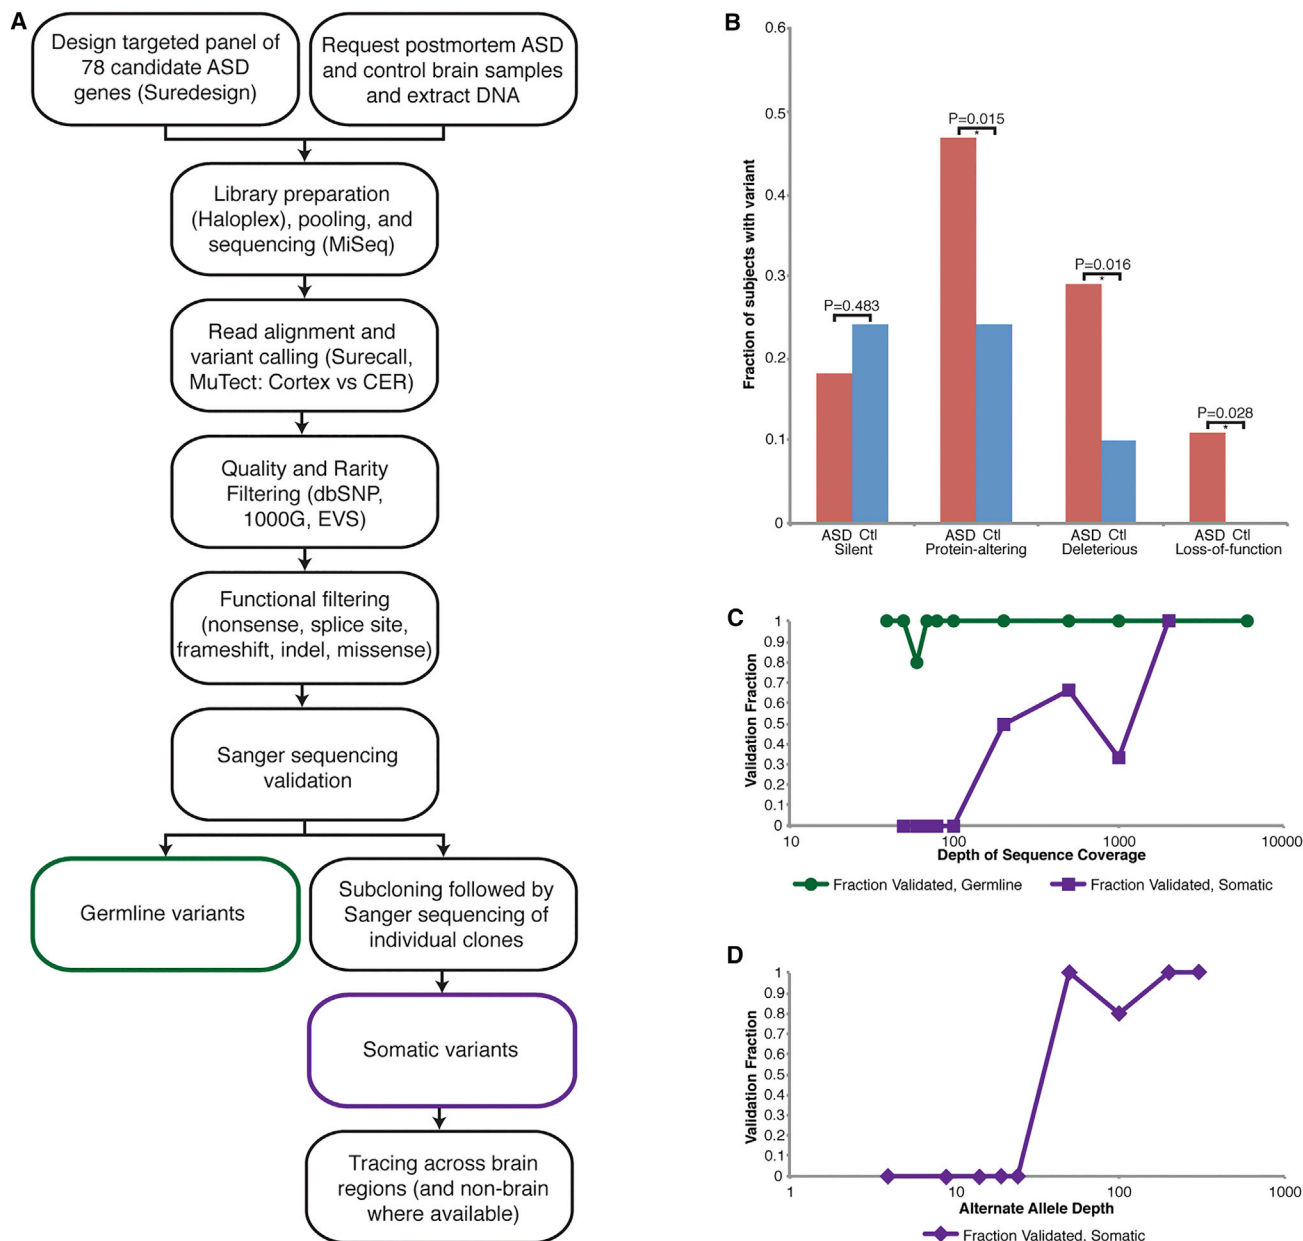 A
Design targeted panel of
78 candidate ASD
genes (Suredesign)
Request postmortem ASD
and control brain samples
and extract DNA
Library preparation
(Haloplex), pooling, and
sequencing (MiSeq)
Read alignment and
variant calling (Surecall,
MuTect: Cortex vs CER)
Quality and Rarity
Filtering (dbSNP,
1000G, EVS)
Functional filtering
(nonsense, splice site,
frameshift, indel, missense)
Sanger sequencing
validation
Germline variants
Subcloning followed by
Sanger sequencing of
individual clones
Somatic variants
Tracing across brain
regions (and non-brain
where available)
B
Fraction of subjects with variant
0.6
0.5
0.4
0.3
0.2
0.1
0
P=0.483
P=0.015
*
P=0.016
*
P=0.028
*
ASD Ctl
Silent
ASD Ctl
Protein-altering
ASD Ctl
Deleterious
ASD Ctl
Loss-of-function
C
Validation Fraction
1
0.9
0.8
0.7
0.6
0.5
0.4
0.3
0.2
0.1
0
10
100
1000
10000
Depth of Sequence Coverage
Fraction Validated, Germline
Fraction Validated, Somatic
D
Validation Fraction
1
0.9
0.8
0.7
0.6
0.5
0.4
0.3
0.2
0.1
0
1
10
100
1000
Alternate Allele Depth
Fraction Validated, Somatic